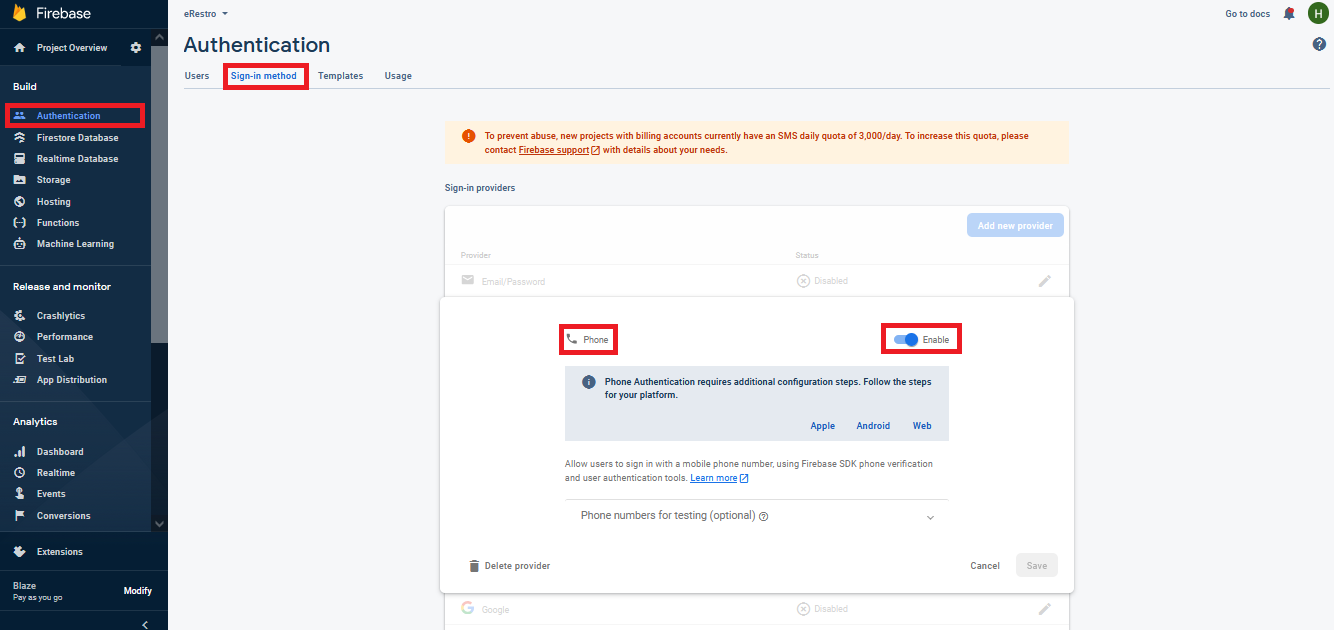 Firebase
eRestro
Go to docs
H
Project Overview
Authentication
Users
Sign-in method
Templates
Usage
Build
Authentication
Firestore Database
Realtime Database
Storage
Hosting
Functions
Machine Learning
Release and monitor
Crashlytics
Performance
Test Lab
App Distribution
Analytics
Dashboard
Realtime
Events
Conversions
Extensions
Blaze
Pay as you go
Modify
To prevent abuse, new projects with billing accounts currently have an SMS daily quota of 3,000/day. To increase this quota, please
contact Firebase support with details about your needs.
Sign-in providers
Add new provider
Provider
Status
Email/Password
Disabled
Phone
Enable
Phone Authentication requires additional configuration steps. Follow the steps
for your platform.
Apple
Android
Web
Allow users to sign in with a mobile phone number, using Firebase SDK phone verification
and user authentication tools. Learn more
Phone numbers for testing (optional)
Delete provider
Cancel
Save
Google
Disabled